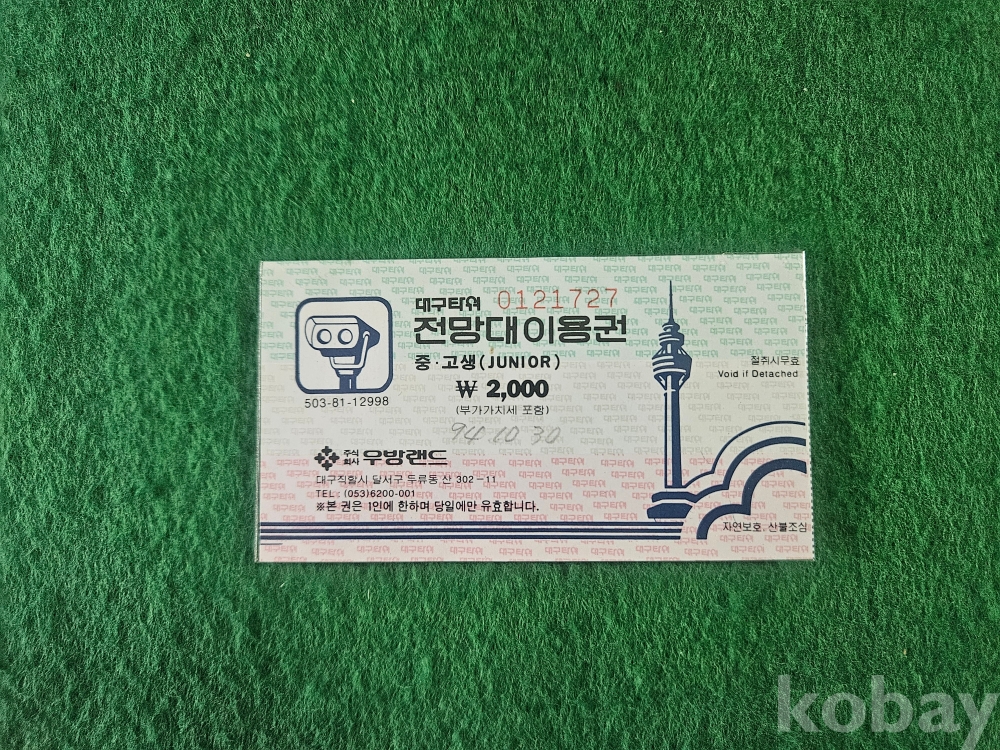 대구타워 0121727
전망대이용권
중·고생(JUNIOR)
₩ 2,000
(부가가치세 포함)
94.10.30.
503-81-12998
절취시무효
Void if Detached
주식회사 우방랜드
대구직할시 달서구 두류동 산 302-11
TEL : (053)6200-001
※본 권은 1인에 한하며 당일에만 유효합니다.
자연보호, 산불조심
kobay